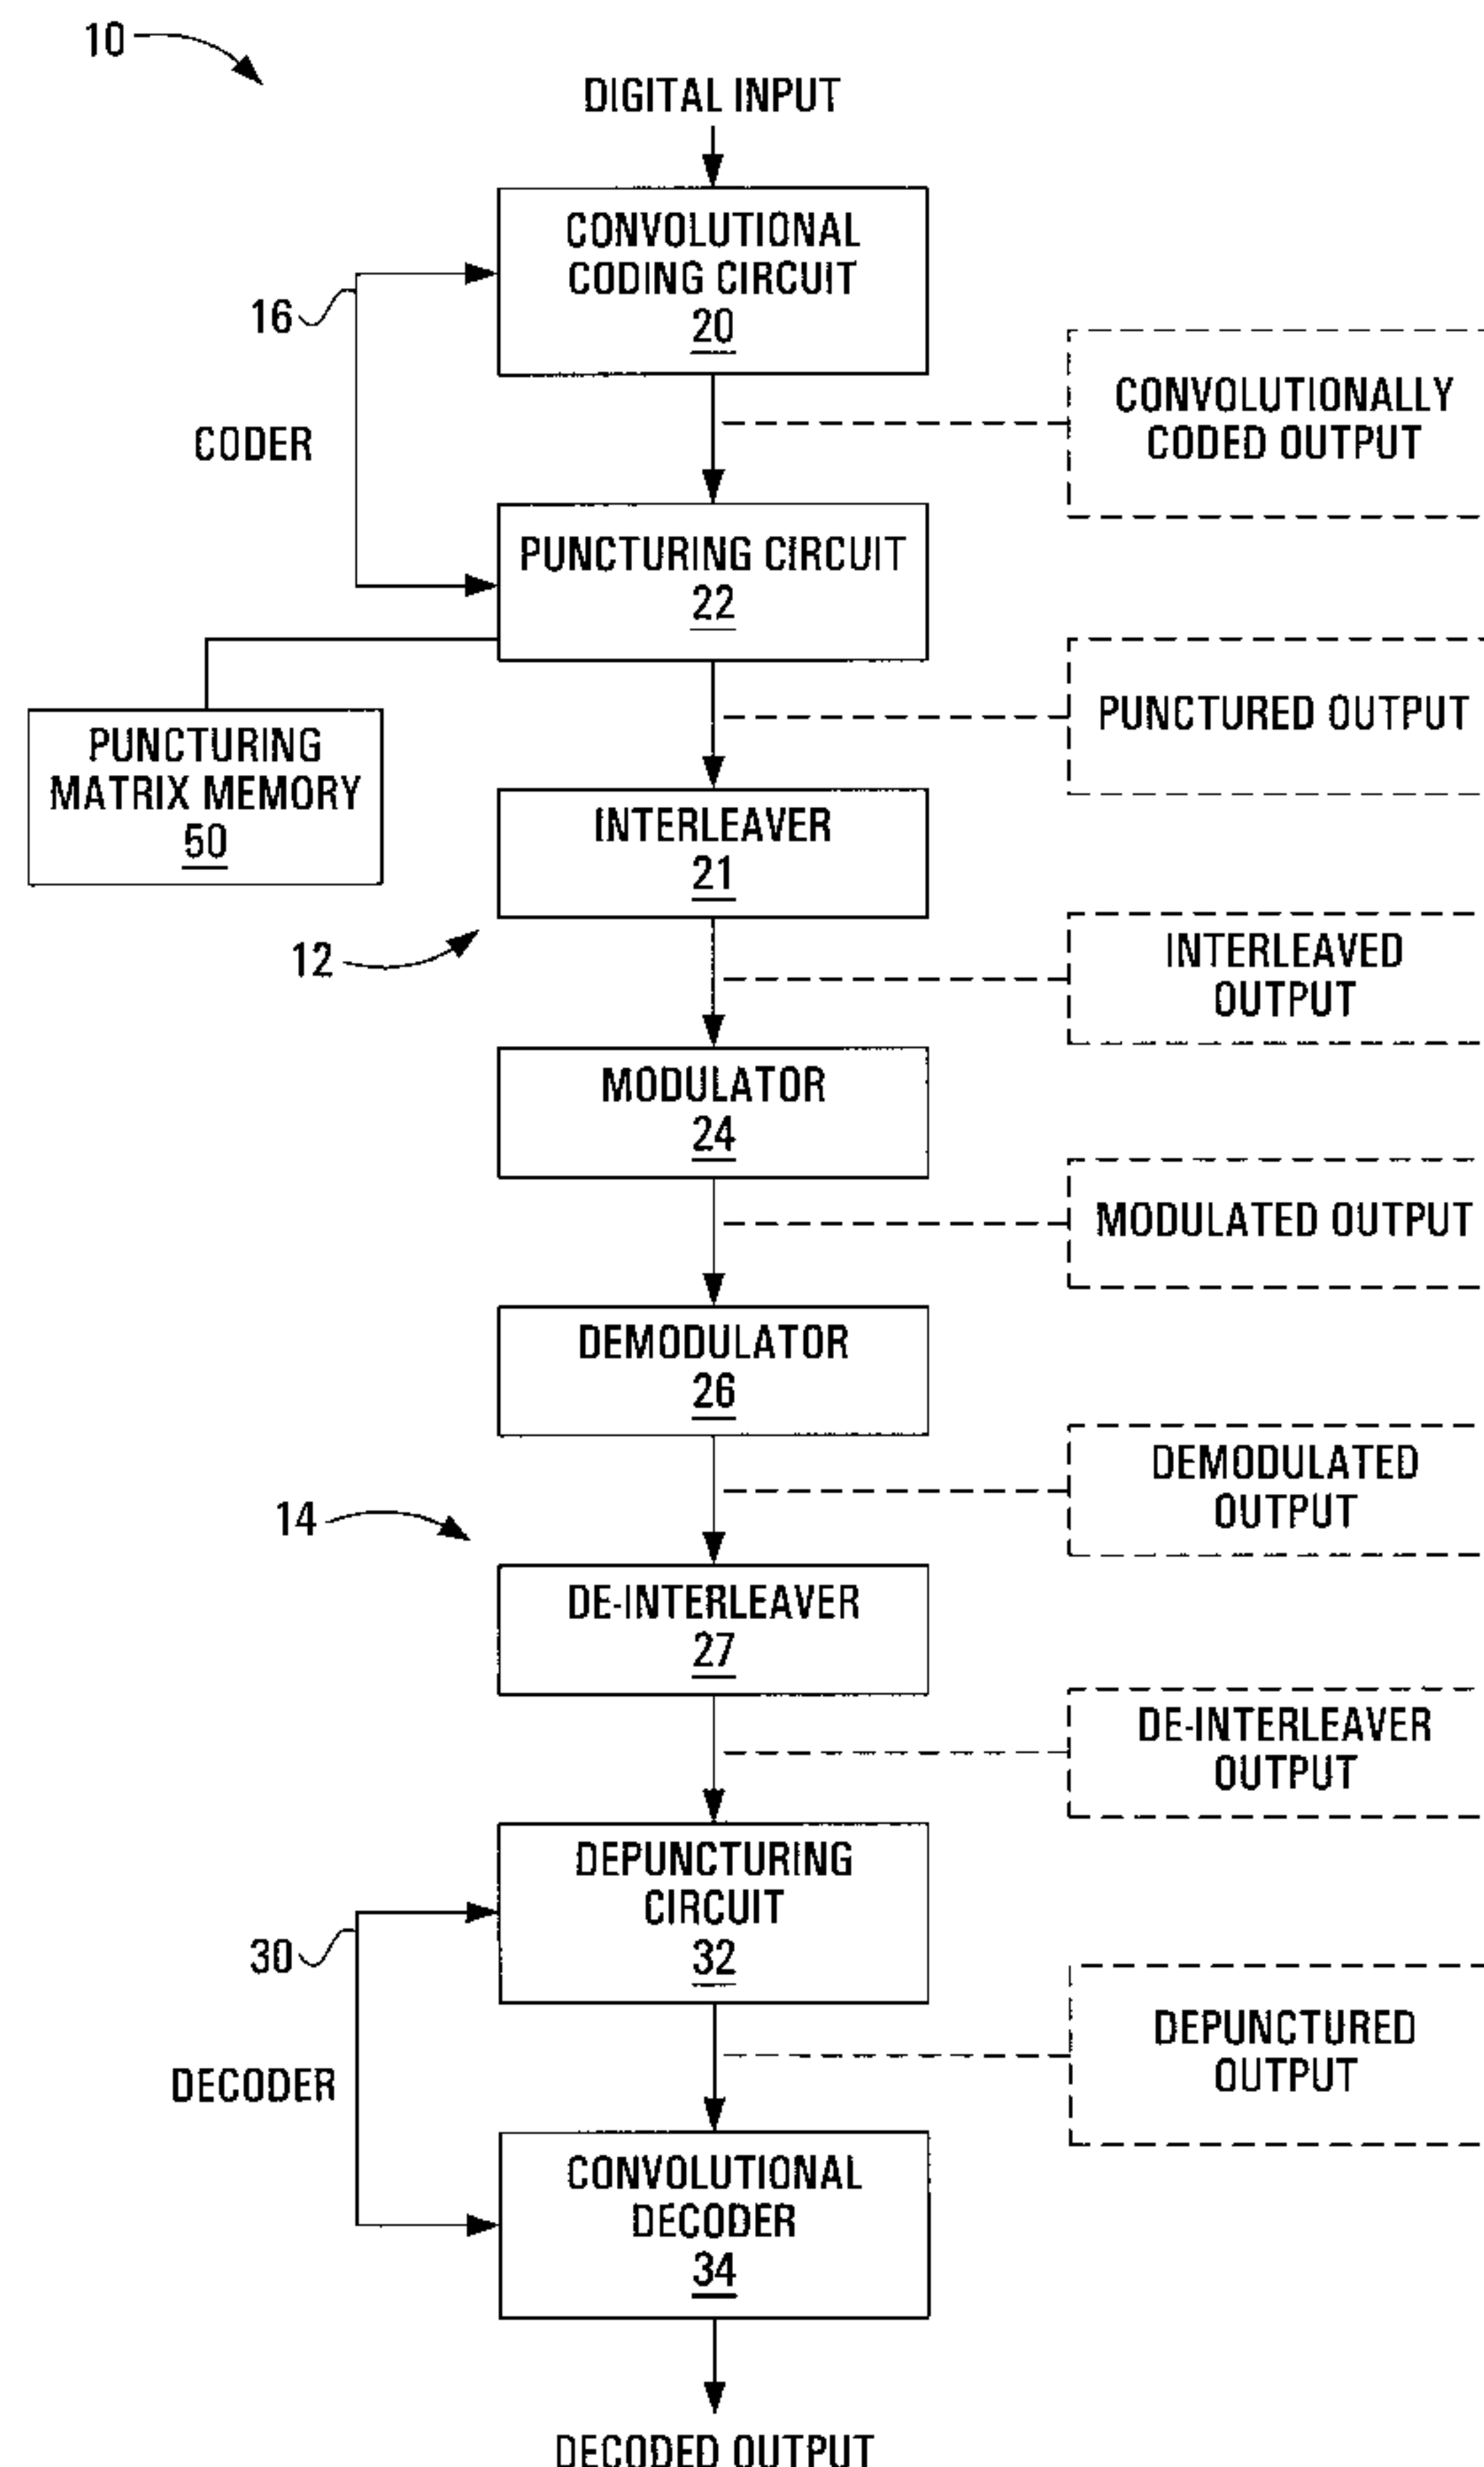 10
DIGITAL INPUT
CONVOLUTIONAL
CODING CIRCUIT
20
16
CODER
CONVOLUTIONALLY
CODED OUTPUT
PUNCTURING CIRCUIT
22
PUNCTURING
MATRIX MEMORY
50
PUNCTURED OUTPUT
INTERLEAVER
21
12
INTERLEAVED
OUTPUT
MODULATOR
24
MODULATED OUTPUT
DEMODULATOR
26
DEMODULATED
OUTPUT
14
DE-INTERLEAVER
27
DE-INTERLEAVER
OUTPUT
DEPUNCTURING
CIRCUIT
32
30
DECODER
DEPUNCTURED
OUTPUT
CONVOLUTIONAL
DECODER
34
DECODED OUTPUT